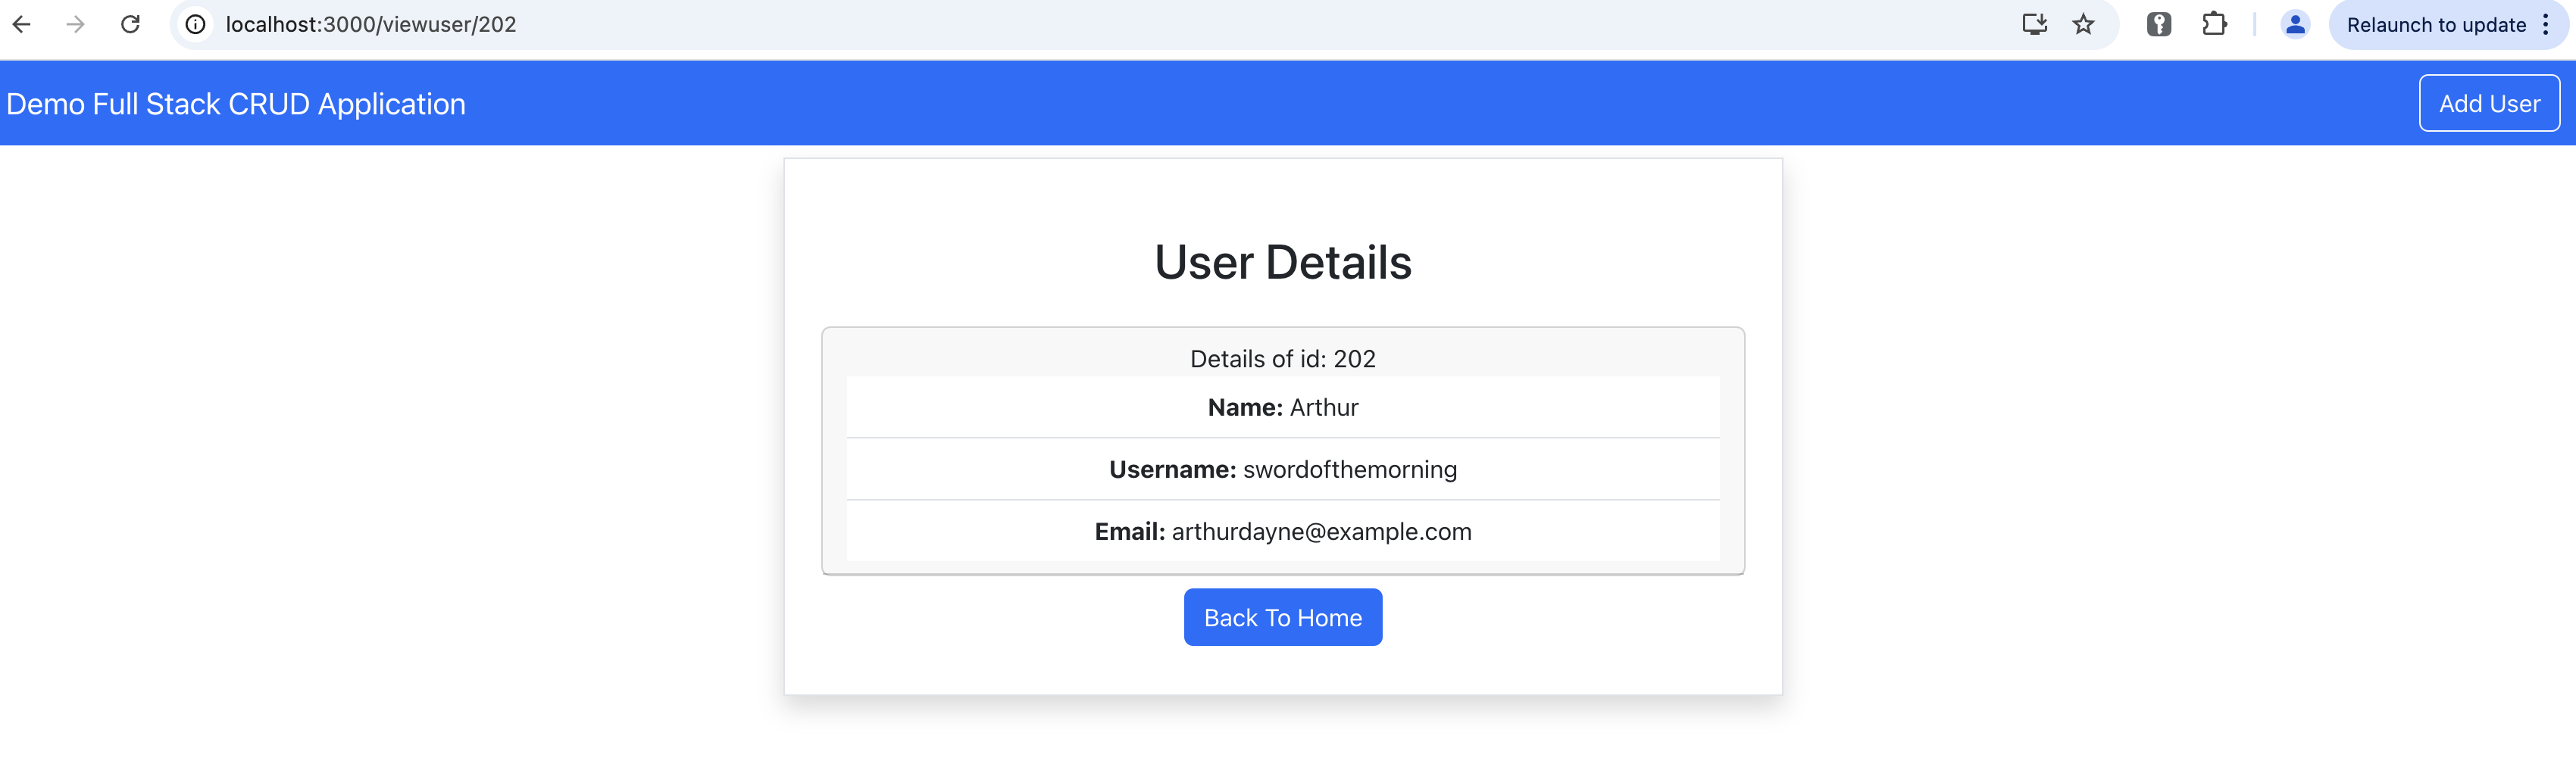 localhost:3000/viewuser/202
Relaunch to update
Demo Full Stack CRUD Application
Add User
User Details
Details of id: 202
Name: Arthur
Username: swordofthemorning
Email: arthurdayne@example.com
Back To Home